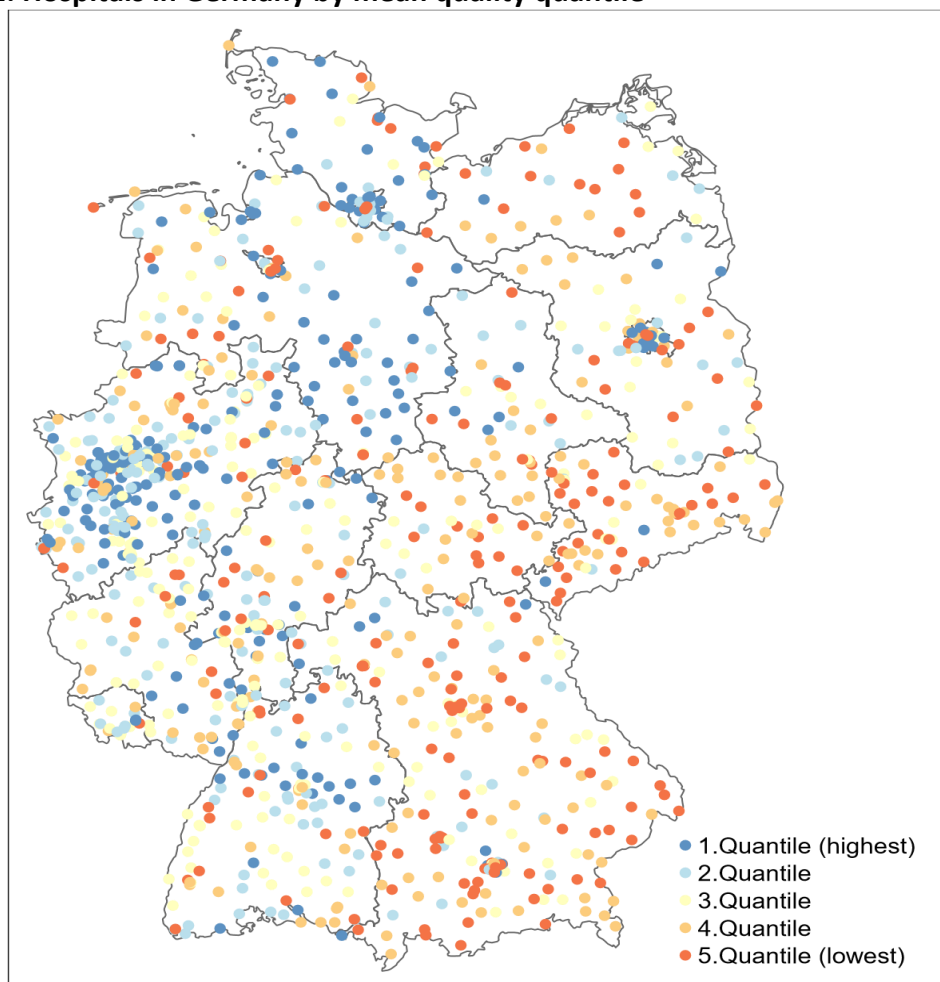 Hospitals in Germany by mean quality quantile
1.Quantile (highest)
2.Quantile
3.Quantile
4.Quantile
5.Quantile (lowest)